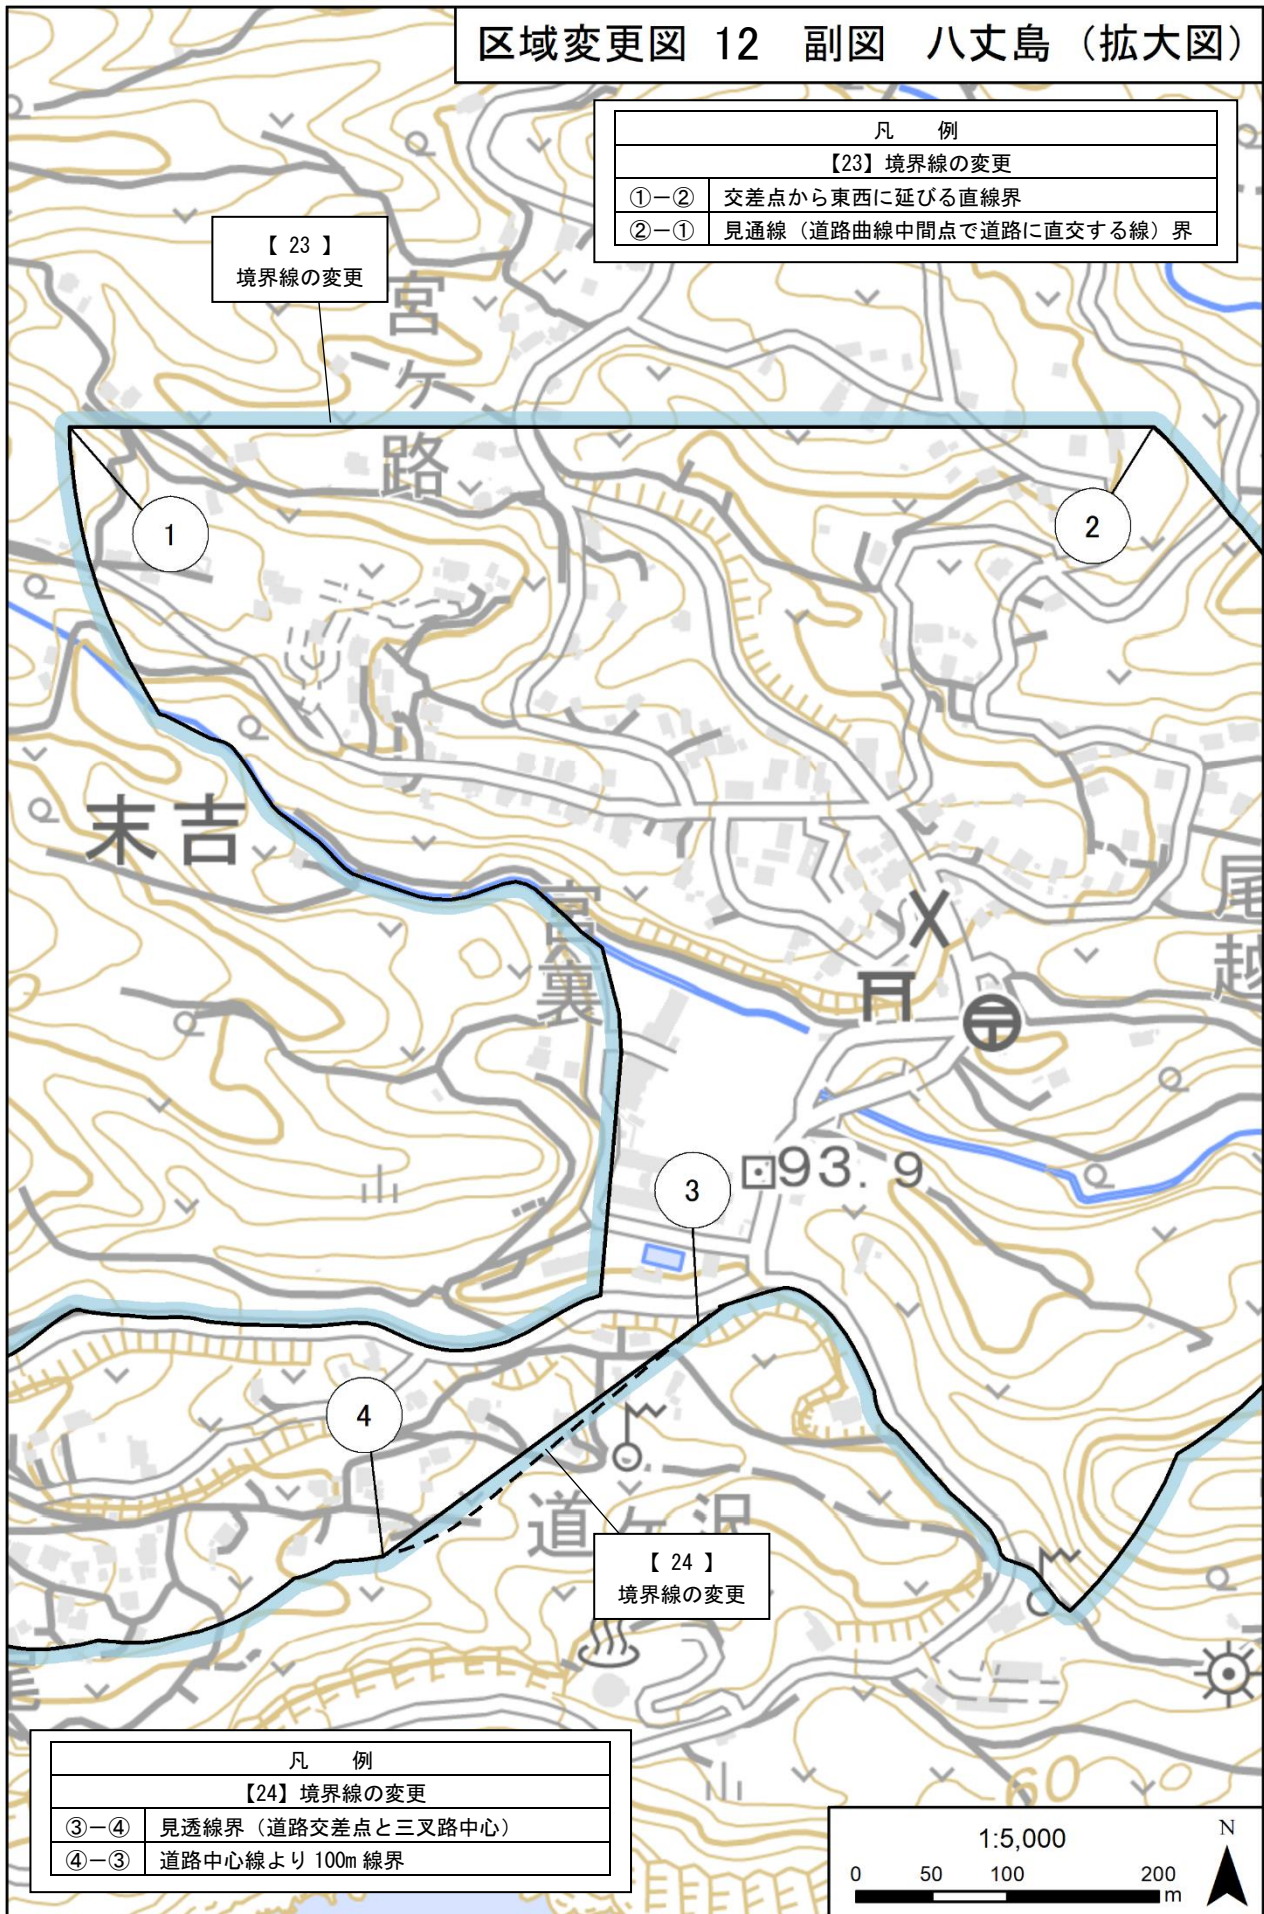 区域変更図 12　副図　八丈島（拡大図）
凡　例
【23】境界線の変更
①－②　交差点から東西に延びる直線界
②－①　見通線（道路曲線中間点で道路に直交する線）界
【 23 】
境界線の変更
宮ヶ路
1
2
末吉
宮裏
尾越
93. 9
3
4
道ヶ沢
【 24 】
境界線の変更
60
凡　例
【24】境界線の変更
③－④　見透線界（道路交差点と三叉路中心）
④－③　道路中心線より 100m 線界
1:5,000
N
0 50 100 200
m